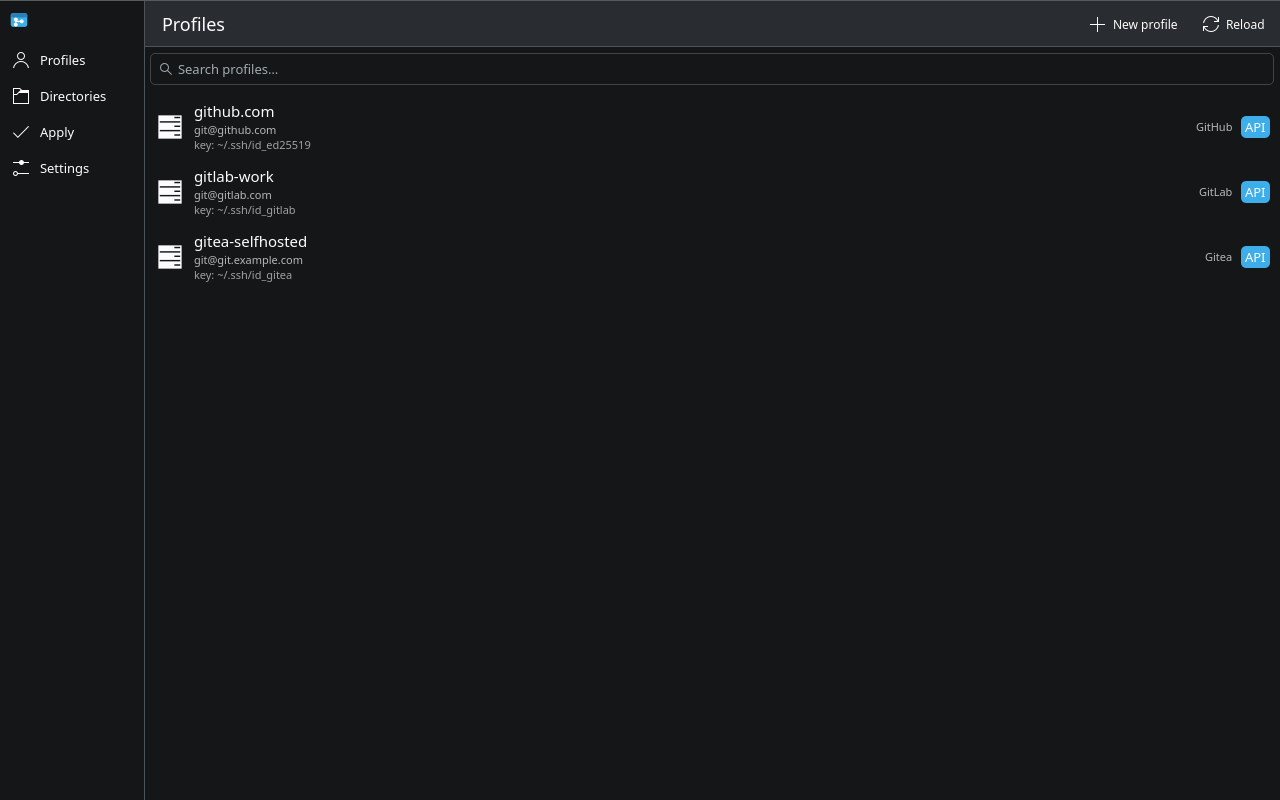 Profiles
New profile
Reload
Profiles
Directories
Apply
Settings
Search profiles...
github.com
git@github.com
key: ~/.ssh/id_ed25519
GitHub
API
gitlab-work
git@gitlab.com
key: ~/.ssh/id_gitlab
GitLab
API
gitea-selfhosted
git@git.example.com
key: ~/.ssh/id_gitea
Gitea
API